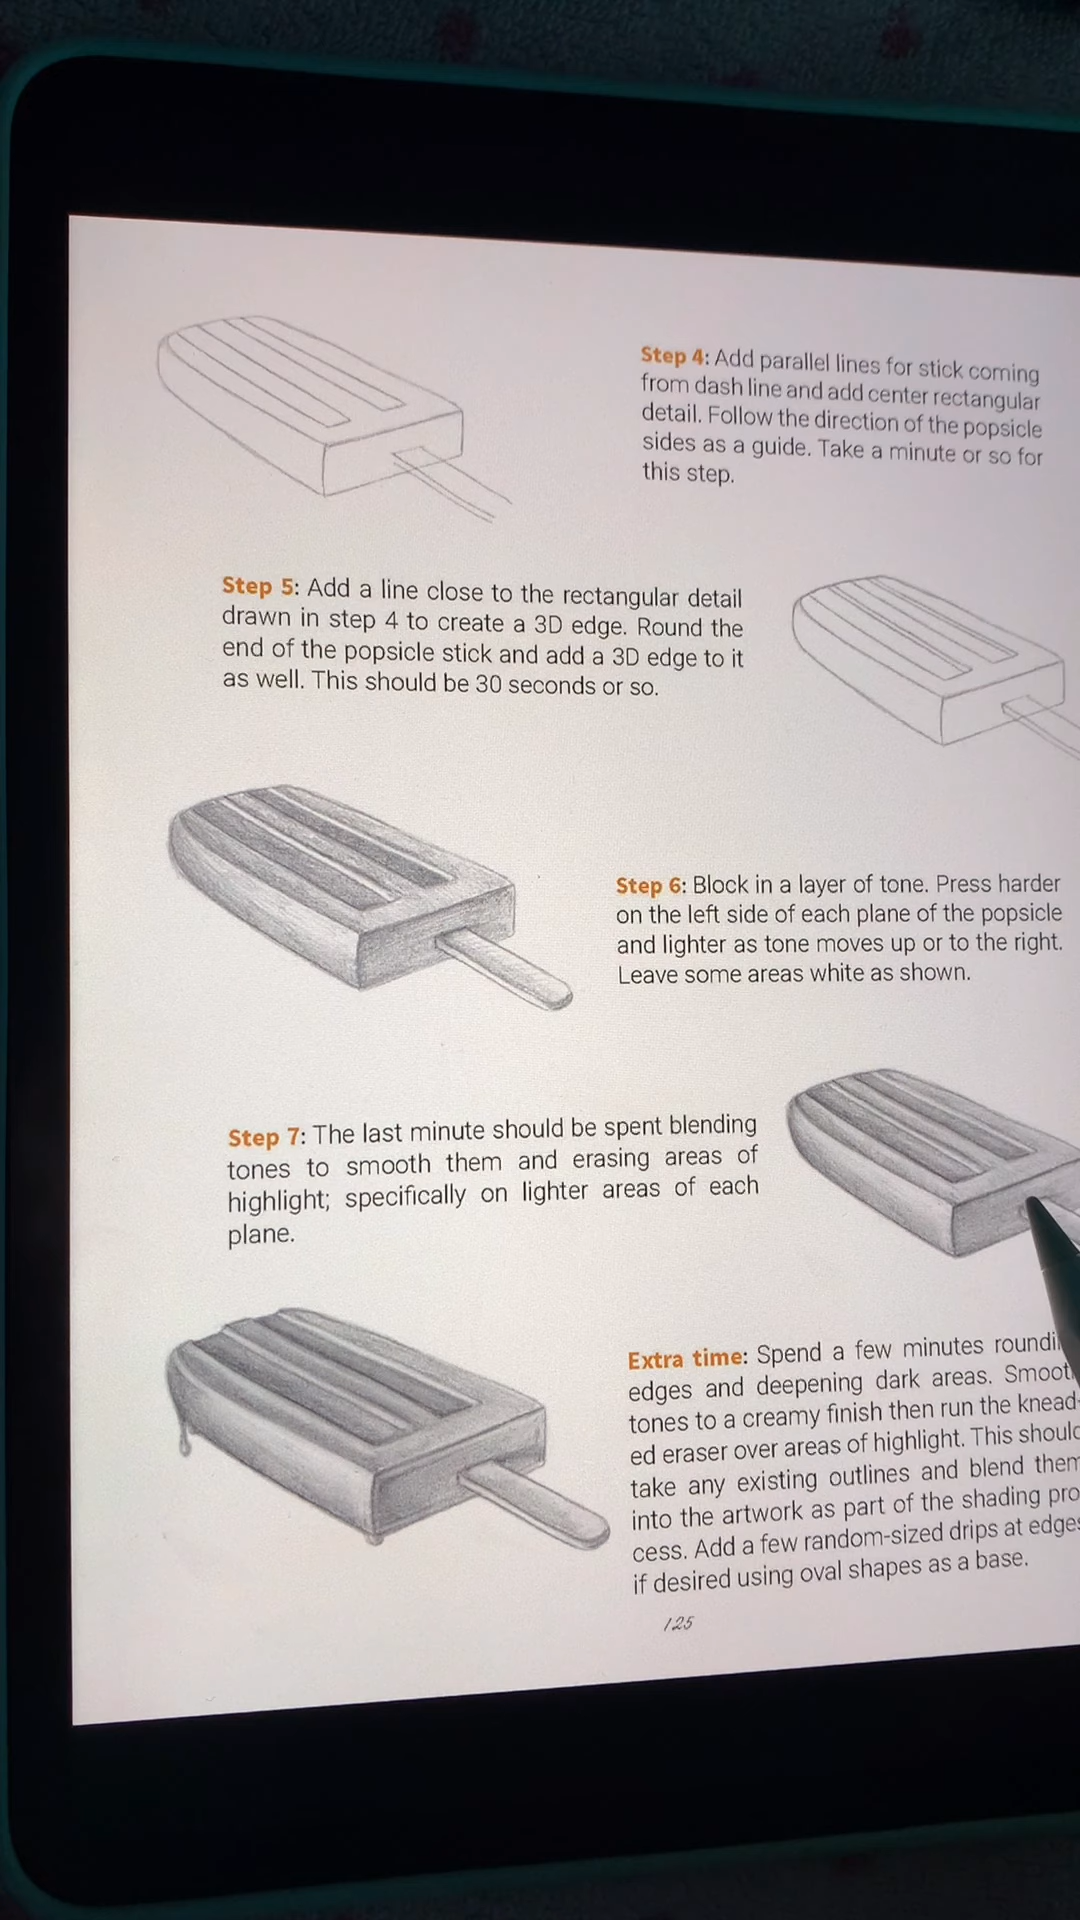 Step 4: Add parallel lines for stick coming
from dash line and add center rectangular
detail. Follow the direction of the popsicle
sides as a guide. Take a minute or so for
this step.
Step 5: Add a line close to the rectangular detail
drawn in step 4 to create a 3D edge. Round the
end of the popsicle stick and add a 3D edge to it
as well. This should be 30 seconds or so.
Step 6: Block in a layer of tone. Press harder
on the left side of each plane of the popsicle
and lighter as tone moves up or to the right.
Leave some areas white as shown.
Step 7: The last minute should be spent blending
tones to smooth them and erasing areas of
highlight; specifically on lighter areas of each
plane.
Extra time: Spend a few minutes roundi
edges and deepening dark areas. Smoot
tones to a creamy finish then run the knead-
ed eraser over areas of highlight. This should
take any existing outlines and blend them
into the artwork as part of the shading pro
cess. Add a few random-sized drips at edges
if desired using oval shapes as a base.
125